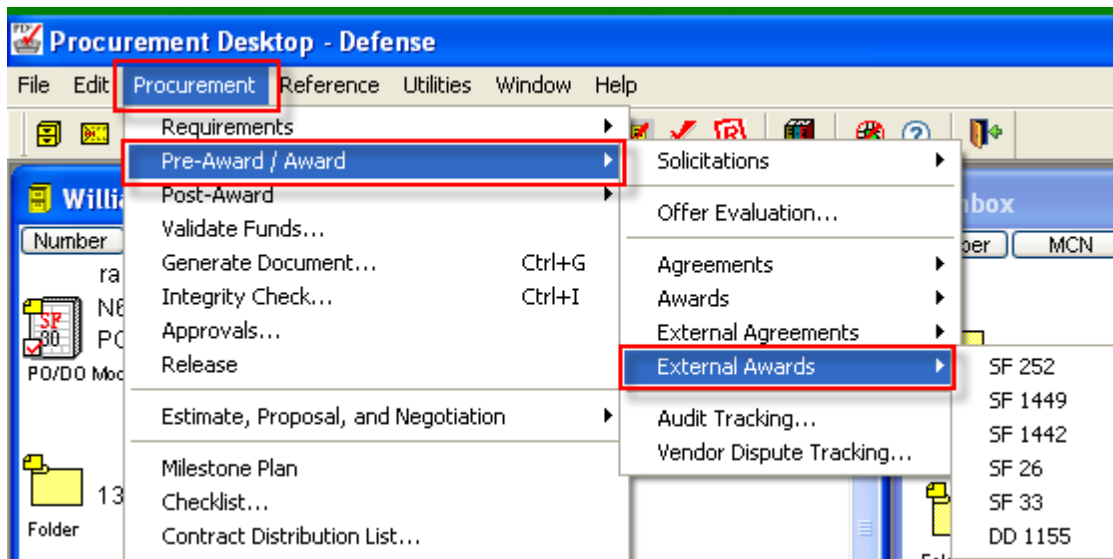 Procurement Desktop - Defense
File Edit Procurement Reference Utilities Window Help
Requirements
Pre-Award / Award
Post-Award
Validate Funds...
Generate Document... Ctrl+G
Integrity Check... Ctrl+I
Approvals...
Release
Estimate, Proposal, and Negotiation
Milestone Plan
Checklist...
Contract Distribution List...
Solicitations
Offer Evaluation...
Agreements
Awards
External Agreements
External Awards
Audit Tracking...
Vendor Dispute Tracking...
SF 252
SF 1449
SF 1442
SF 26
SF 33
DD 1155
Number
SF
30
PO/DO
13
Folder
MCN